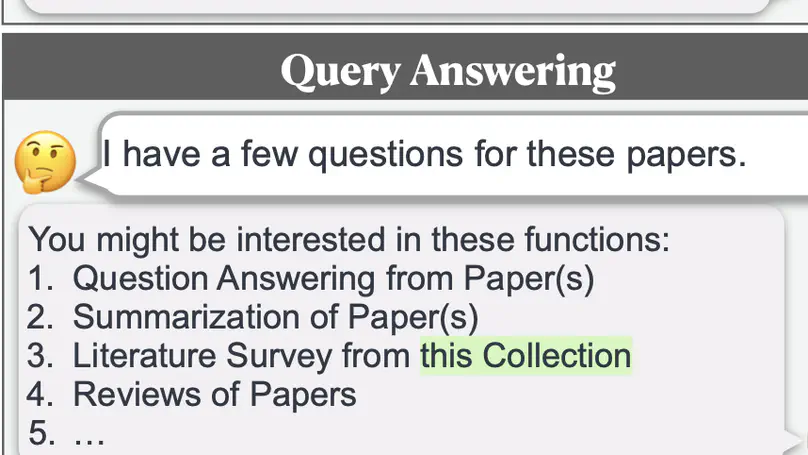 Query Answering
I have a few questions for these papers.
You might be interested in these functions:
1. Question Answering from Paper(s)
2. Summarization of Paper(s)
3. Literature Survey from this Collection
4. Reviews of Papers
5. …